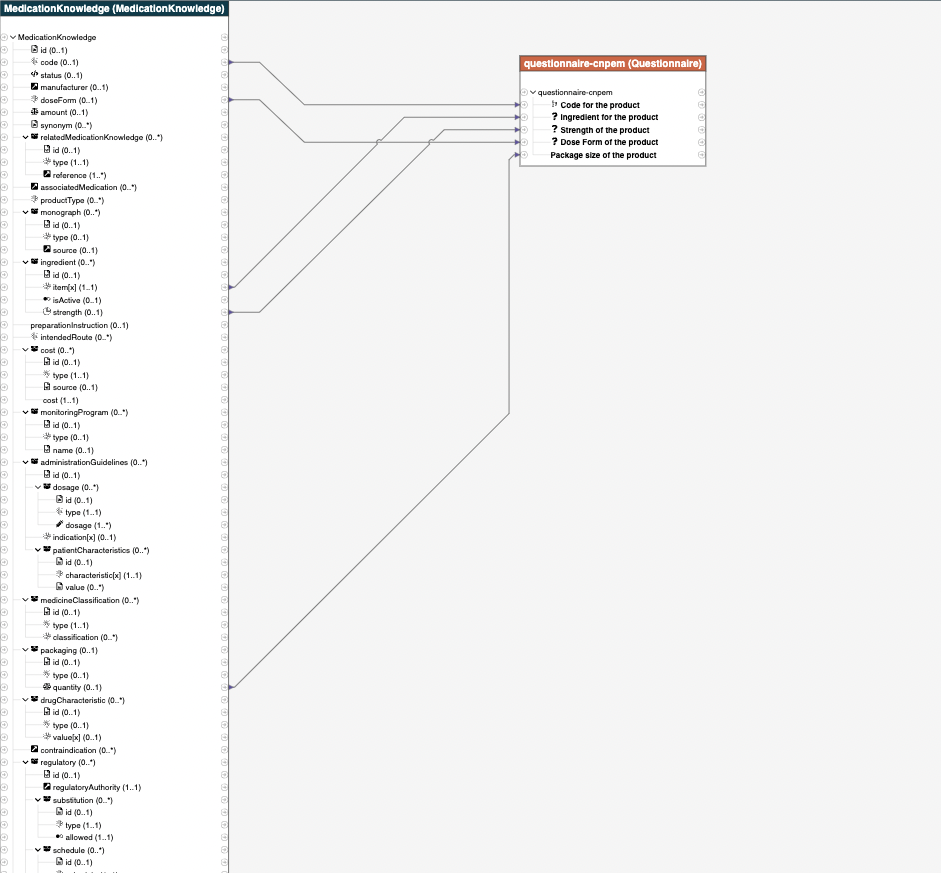 MedicationKnowledge (MedicationKnowledge)
MedicationKnowledge
id (0..1)
code (0..1)
status (0..1)
manufacturer (0..1)
doseForm (0..1)
amount (0..1)
synonym (0..*)
relatedMedicationKnowledge (0..*)
id (0..1)
type (1..1)
reference (1..*)
associatedMedication (0..*)
productType (0..*)
monograph (0..*)
id (0..1)
type (0..1)
source (0..1)
ingredient (0..*)
id (0..1)
item[x] (1..1)
isActive (0..1)
strength (0..1)
preparationInstruction (0..1)
intendedRoute (0..*)
cost (0..*)
id (0..1)
type (1..1)
source (0..1)
cost (1..1)
monitoringProgram (0..*)
id (0..1)
type (0..1)
name (0..1)
administrationGuidelines (0..*)
id (0..1)
dosage (0..*)
id (0..1)
type (1..1)
dosage (1..*)
indication[x] (0..1)
patientCharacteristics (0..*)
id (0..1)
characteristic[x] (1..1)
value (0..*)
medicineClassification (0..*)
id (0..1)
type (1..1)
classification (0..*)
packaging (0..1)
id (0..1)
type (0..1)
quantity (0..1)
drugCharacteristic (0..*)
id (0..1)
type (0..1)
value[x] (0..1)
contraindication (0..*)
regulatory (0..*)
id (0..1)
regulatoryAuthority (1..1)
substitution (0..*)
id (0..1)
type (1..1)
allowed (1..1)
schedule (0..*)
id (0..1)
questionnaire-cnpem (Questionnaire)
questionnaire-cnpem
Code for the product
? Ingredient for the product
? Strength of the product
? Dose Form of the product
Package size of the product